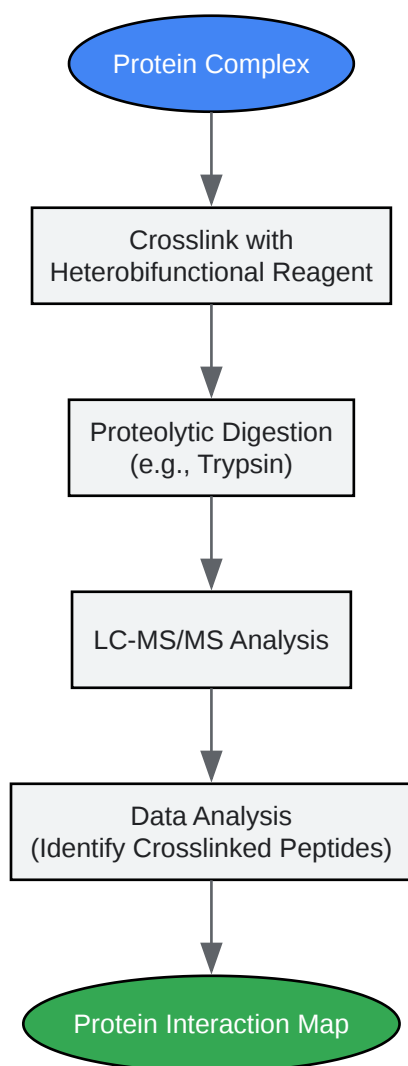 Protein Complex
Crosslink with
Heterobifunctional Reagent
Proteolytic Digestion
(e.g., Trypsin)
LC-MS/MS Analysis
Data Analysis
(Identify Crosslinked Peptides)
Protein Interaction Map